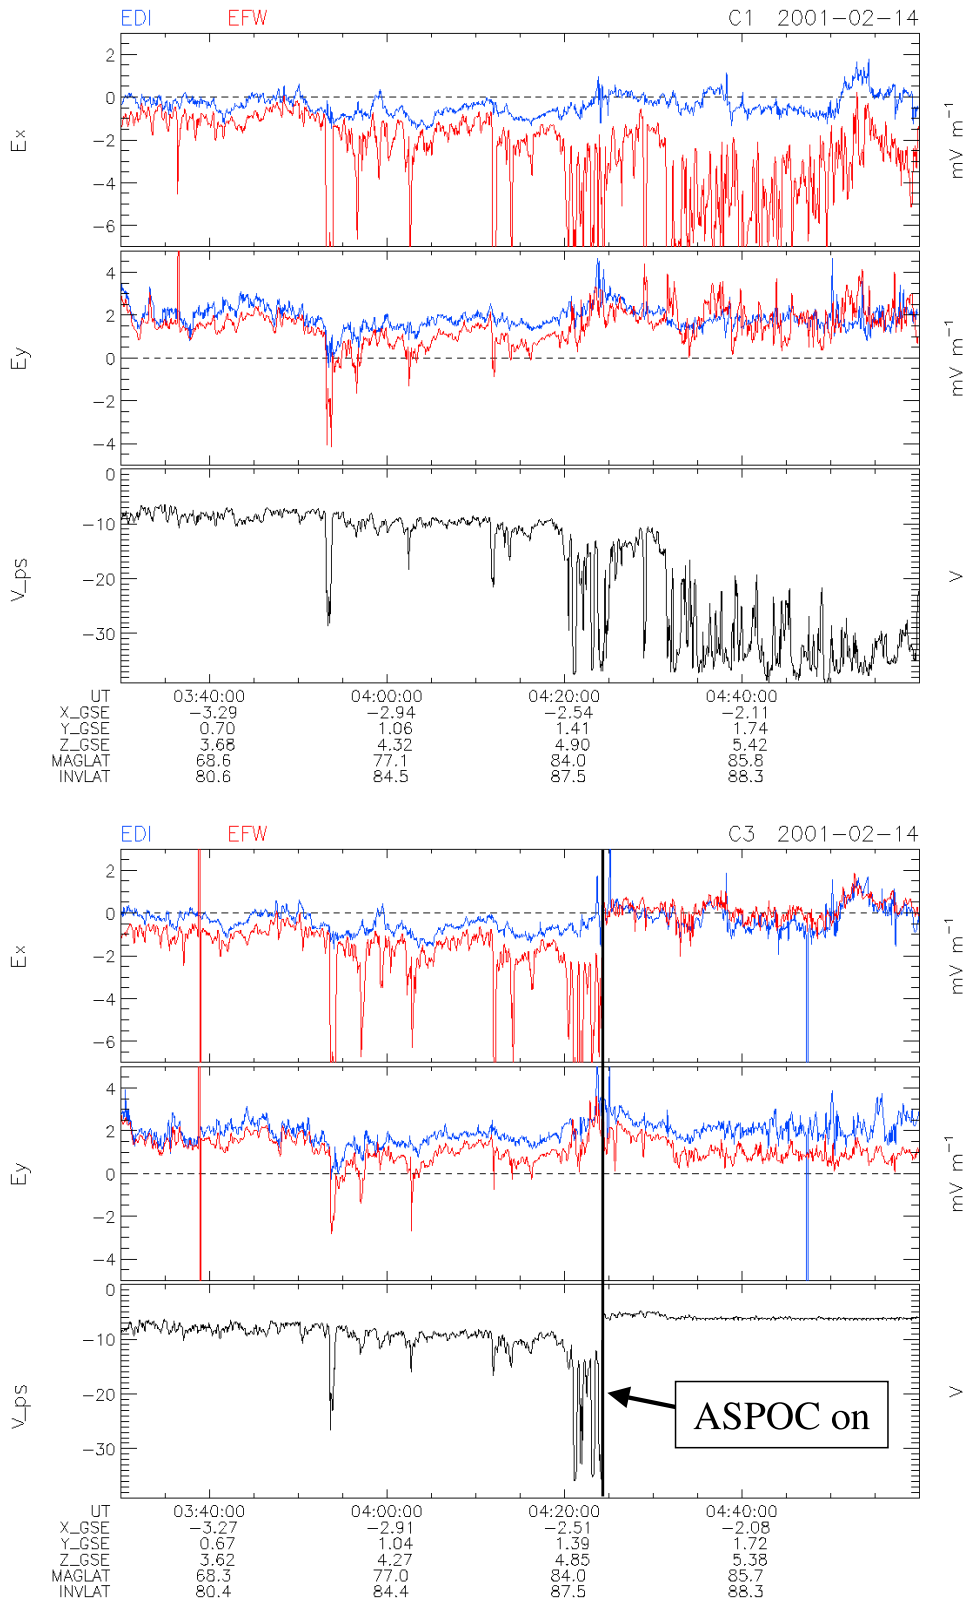 EDI EFW C1 2001-02-14
2
0
-2
-4
-6
Ex
mV m⁻¹
4
2
0
-2
-4
Ey
mV m⁻¹
0
-10
-20
-30
V_ps
V
UT 03:40:00 04:00:00 04:20:00 04:40:00
X_GSE -3.29 -2.94 -2.54 -2.11
Y_GSE 0.70 1.06 1.41 1.74
Z_GSE 3.68 4.32 4.90 5.42
MAGLAT 68.6 77.1 84.0 85.8
INVLAT 80.6 84.5 87.5 88.3
EDI EFW C3 2001-02-14
2
0
-2
-4
-6
Ex
mV m⁻¹
4
2
0
-2
-4
Ey
mV m⁻¹
0
-10
-20
-30
V_ps
V
ASPOC on
UT 03:40:00 04:00:00 04:20:00 04:40:00
X_GSE -3.27 -2.91 -2.51 -2.08
Y_GSE 0.67 1.04 1.39 1.72
Z_GSE 3.62 4.27 4.85 5.38
MAGLAT 68.3 77.0 84.0 85.7
INVLAT 80.4 84.4 87.5 88.3